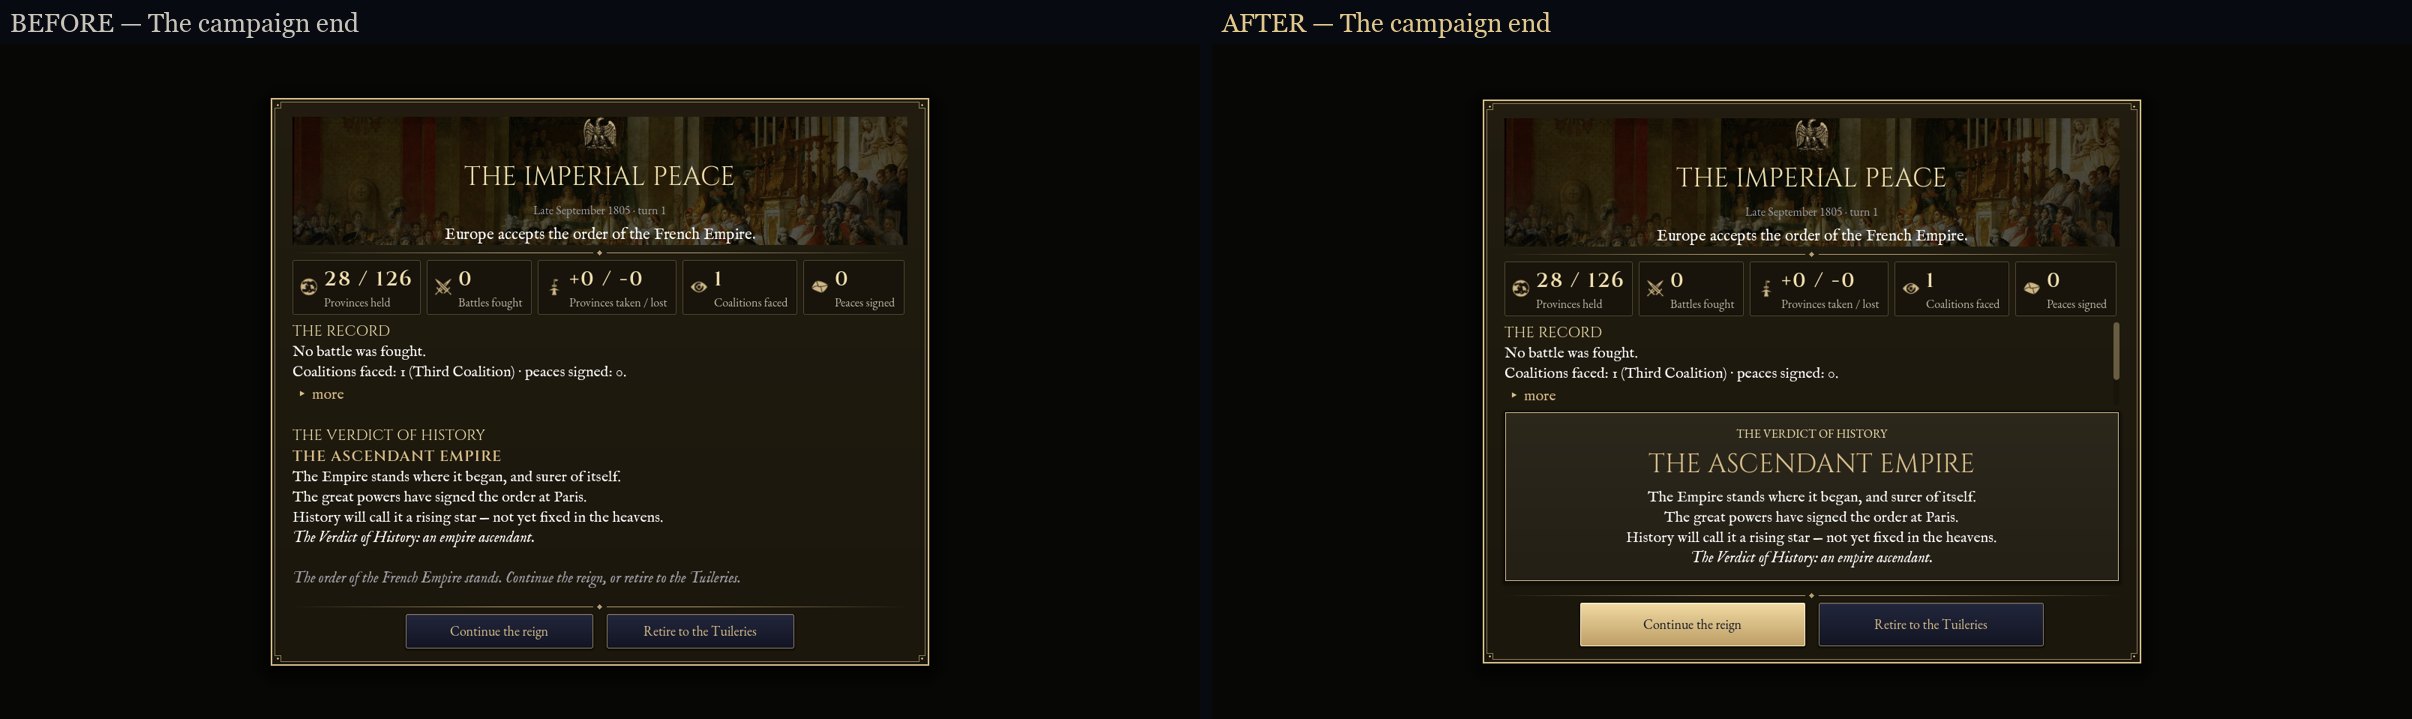 BEFORE — The campaign end
THE IMPERIAL PEACE
Late September 1805 · turn 1
Europe accepts the order of the French Empire.
28 / 126
Provinces held
0
Battles fought
+0 / -0
Provinces taken / lost
1
Coalitions faced
0
Peaces signed
THE RECORD
No battle was fought.
Coalitions faced: 1 (Third Coalition) · peaces signed: 0.
▸ more
THE VERDICT OF HISTORY
THE ASCENDANT EMPIRE
The Empire stands where it began, and surer of itself.
The great powers have signed the order at Paris.
History will call it a rising star — not yet fixed in the heavens.
The Verdict of History: an empire ascendant.
The order of the French Empire stands. Continue the reign, or retire to the Tuileries.
Continue the reign
Retire to the Tuileries
AFTER — The campaign end
THE IMPERIAL PEACE
Late September 1805 · turn 1
Europe accepts the order of the French Empire.
28 / 126
Provinces held
0
Battles fought
+0 / -0
Provinces taken / lost
1
Coalitions faced
0
Peaces signed
THE RECORD
No battle was fought.
Coalitions faced: 1 (Third Coalition) · peaces signed: 0.
▸ more
THE VERDICT OF HISTORY
THE ASCENDANT EMPIRE
The Empire stands where it began, and surer of itself.
The great powers have signed the order at Paris.
History will call it a rising star — not yet fixed in the heavens.
The Verdict of History: an empire ascendant.
Continue the reign
Retire to the Tuileries